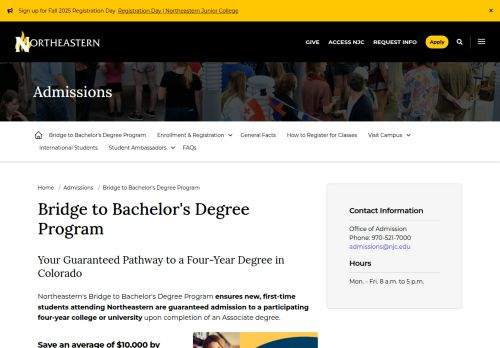 Sign up for Fall 2025 Registration Day Registration Day | Northeastern Junior College ×
NORTHEASTERN
GIVE ACCESS NJC REQUEST INFO Apply
Admissions
Bridge to Bachelor's Degree Program Enrollment & Registration General Facts How to Register for Classes Visit Campus
International Students Student Ambassadors FAQs
Home / Admissions / Bridge to Bachelor's Degree Program
Bridge to Bachelor's Degree
Program
Your Guaranteed Pathway to a Four-Year Degree in
Colorado
Northeastern's Bridge to Bachelor's Degree Program ensures new, first-time
students attending Northeastern are guaranteed admission to a participating
four-year college or university upon completion of an Associate degree.
Save an average of $10,000 by
Contact Information
Office of Admission
Phone: 970-521-7000
admissions@njc.edu
Hours
Mon. - Fri. 8 a.m. to 5 p.m.